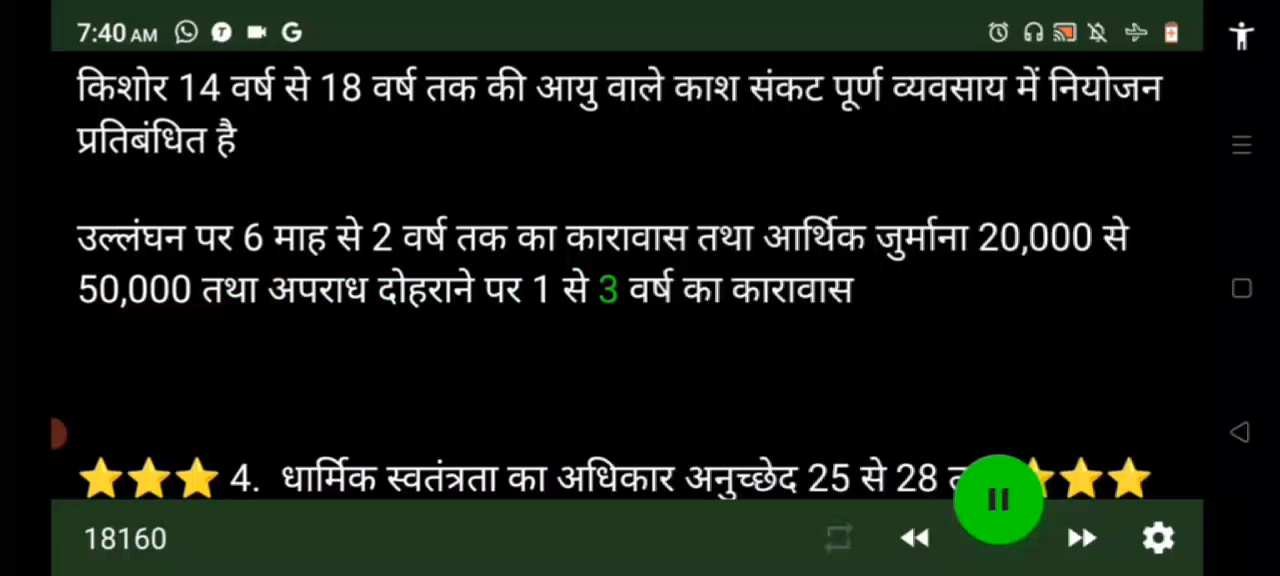 7:40 AM
किशोर 14 वर्ष से 18 वर्ष तक की आयु वाले काश संकट पूर्ण व्यवसाय में नियोजन
प्रतिबंधित है
उल्लंघन पर 6 माह से 2 वर्ष तक का कारावास तथा आर्थिक जुर्माना 20,000 से
50,000 तथा अपराध दोहराने पर 1 से 3 वर्ष का कारावास
⭐⭐⭐ 4. धार्मिक स्वतंत्रता का अधिकार अनुच्छेद 25 से 28 ⭐⭐⭐
18160